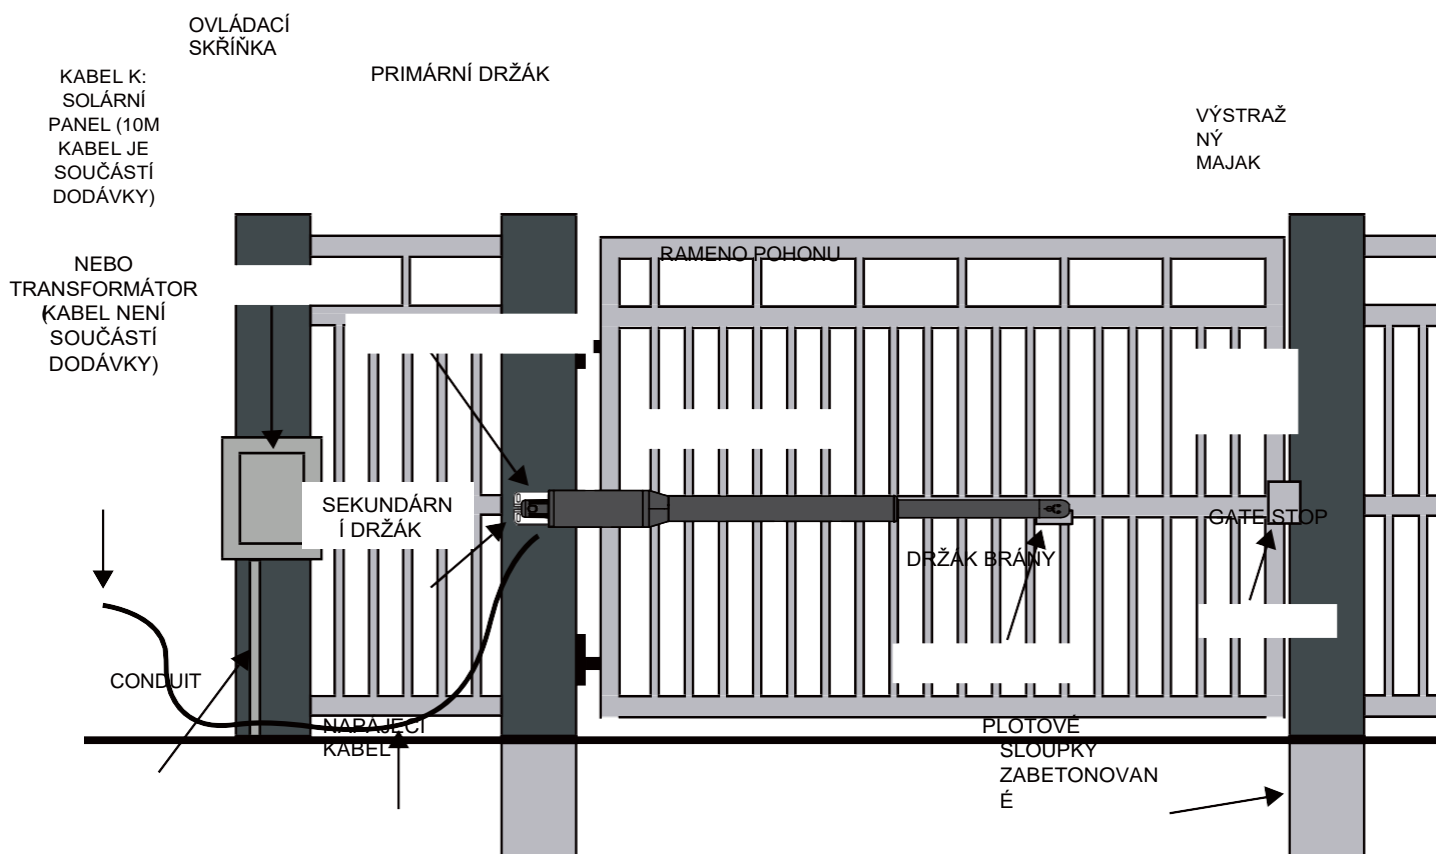 OVLÁDACÍ
SKŘÍŇKA
KABEL K:
SOLÁRNÍ
PANEL (10M
KABEL JE
SOUČÁSTÍ
DODÁVKY)
PRIMÁRNÍ DRŽÁK
VÝSTRAŽ
NÝ
MAJAK
NEBO
TRANSFORMÁTOR
(KABEL NENÍ
SOUČÁSTÍ
DODÁVKY)
RAMENO POHONU
SEKUNDÁRN
Í DRŽÁK
GATE STOP
DRŽÁK BRÁNY
CONDUIT
NAPÁJECÍ
KABEL
PLOTOVÉ
SLOUPKY
ZABETONOVAN
É